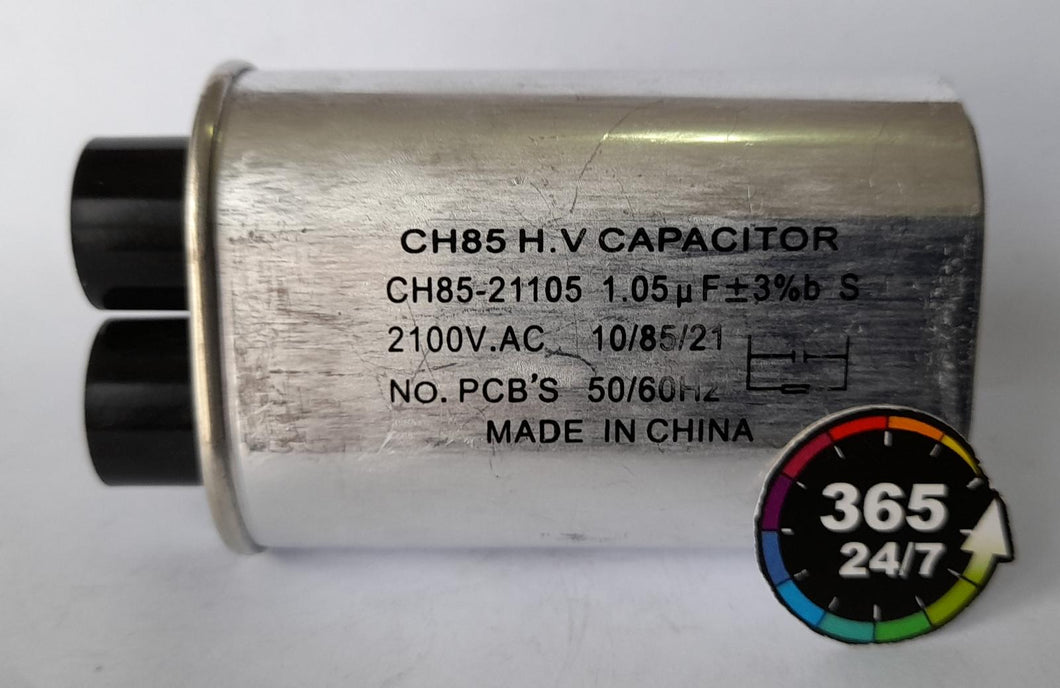 CH85 H.V CAPACITOR
CH85-21105 1.05μF±3%b S
2100V.AC 10/85/21
NO. PCB'S 50/60Hz
MADE IN CHINA
365
24/7